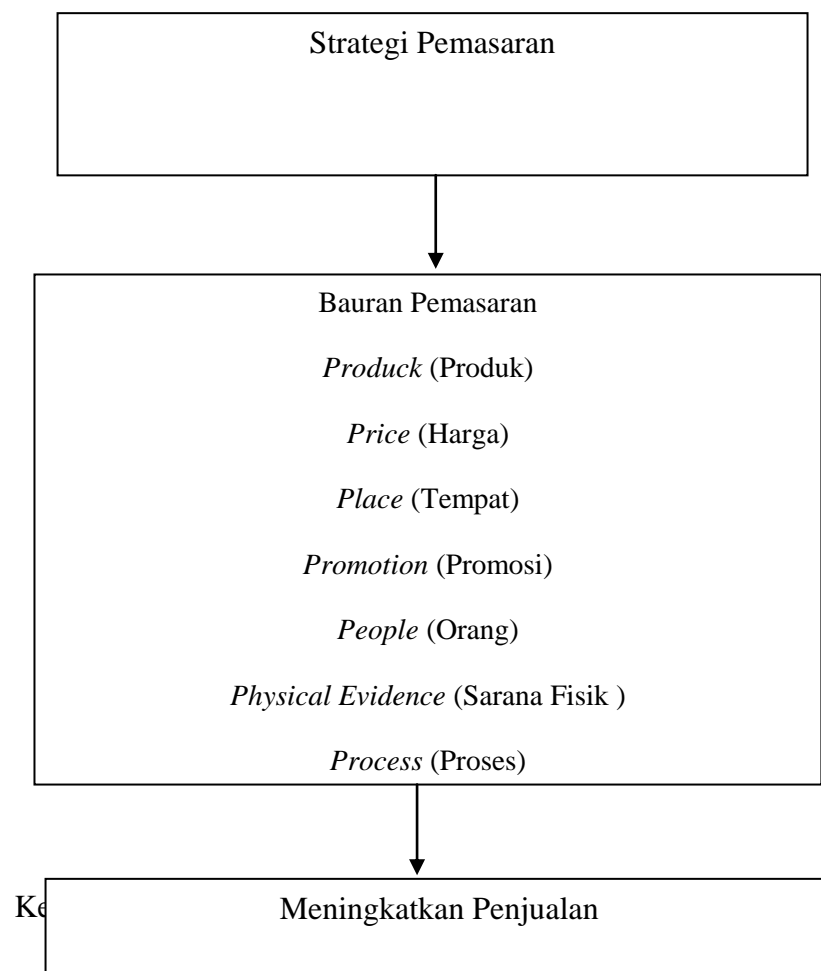 Strategi Pemasaran
Bauran Pemasaran
Produck (Produk)
Price (Harga)
Place (Tempat)
Promotion (Promosi)
People (Orang)
Physical Evidence (Sarana Fisik )
Process (Proses)
Meningkatkan Penjualan